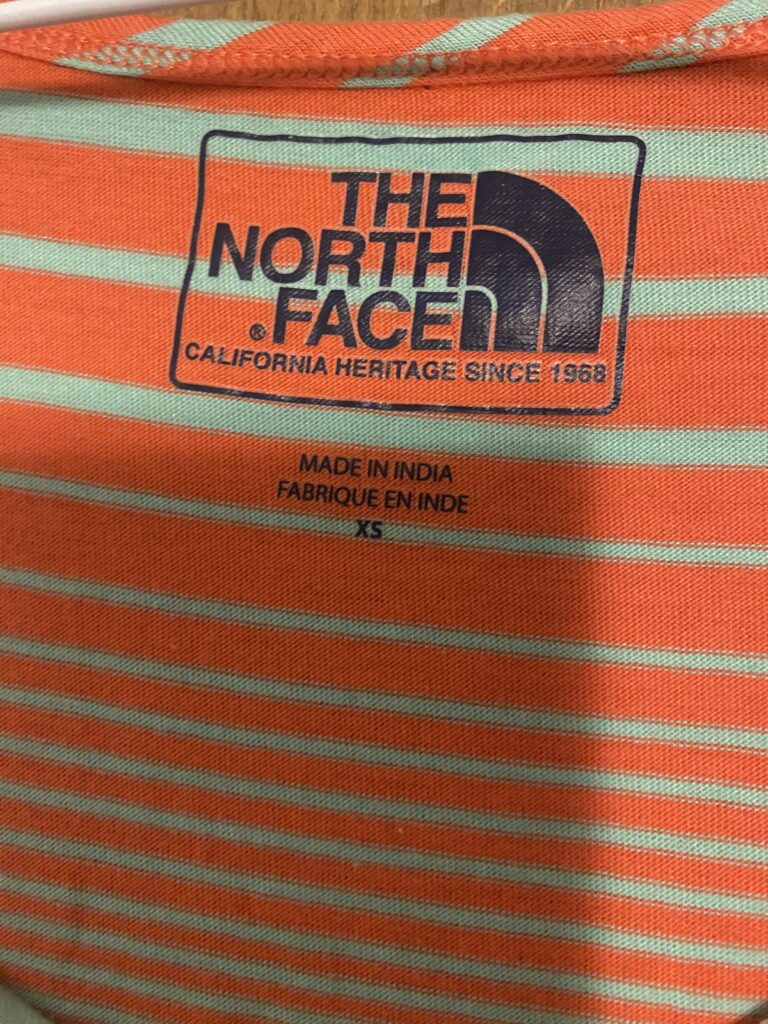 THE
NORTH
FACE
®
CALIFORNIA HERITAGE SINCE 1968
MADE IN INDIA
FABRIQUE EN INDE
XS